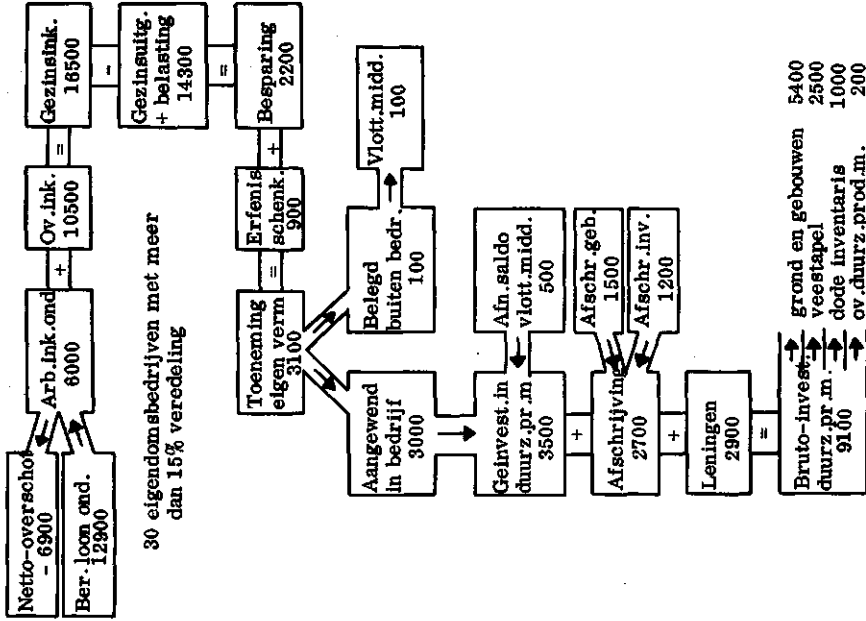 Netto-overschot
- 6900
Ber. loon ond.
12900
Arb.ink.ond
6000
+
Ov.ink.
10500
=
Gezinsink.
16500
-
Gezinsuitg.
+ belasting
14300
=
Besparing
2200
+
Erfenis
schenk.
900
=
Toeneming
eigen verm
3100
30 eigendomsbedrijven met meer
dan 15% veredeling
Belegd
buiten bedr.
100
Vlott.midd.
100
Aangewend
in bedrijf
3000
Afn.saldo
vlott.midd.
500
Geinvest.in
duurz.pr.m
3500
+
Afschr.geb.
1500
Afschr.inv.
1200
Afschrijving
2700
+
Leningen
2900
=
Bruto-invest.
duurz.pr.m.
9100
grond en gebouwen 5400
veestapel 2500
dode inventaris 1000
ov.duurz.prod.m. 200